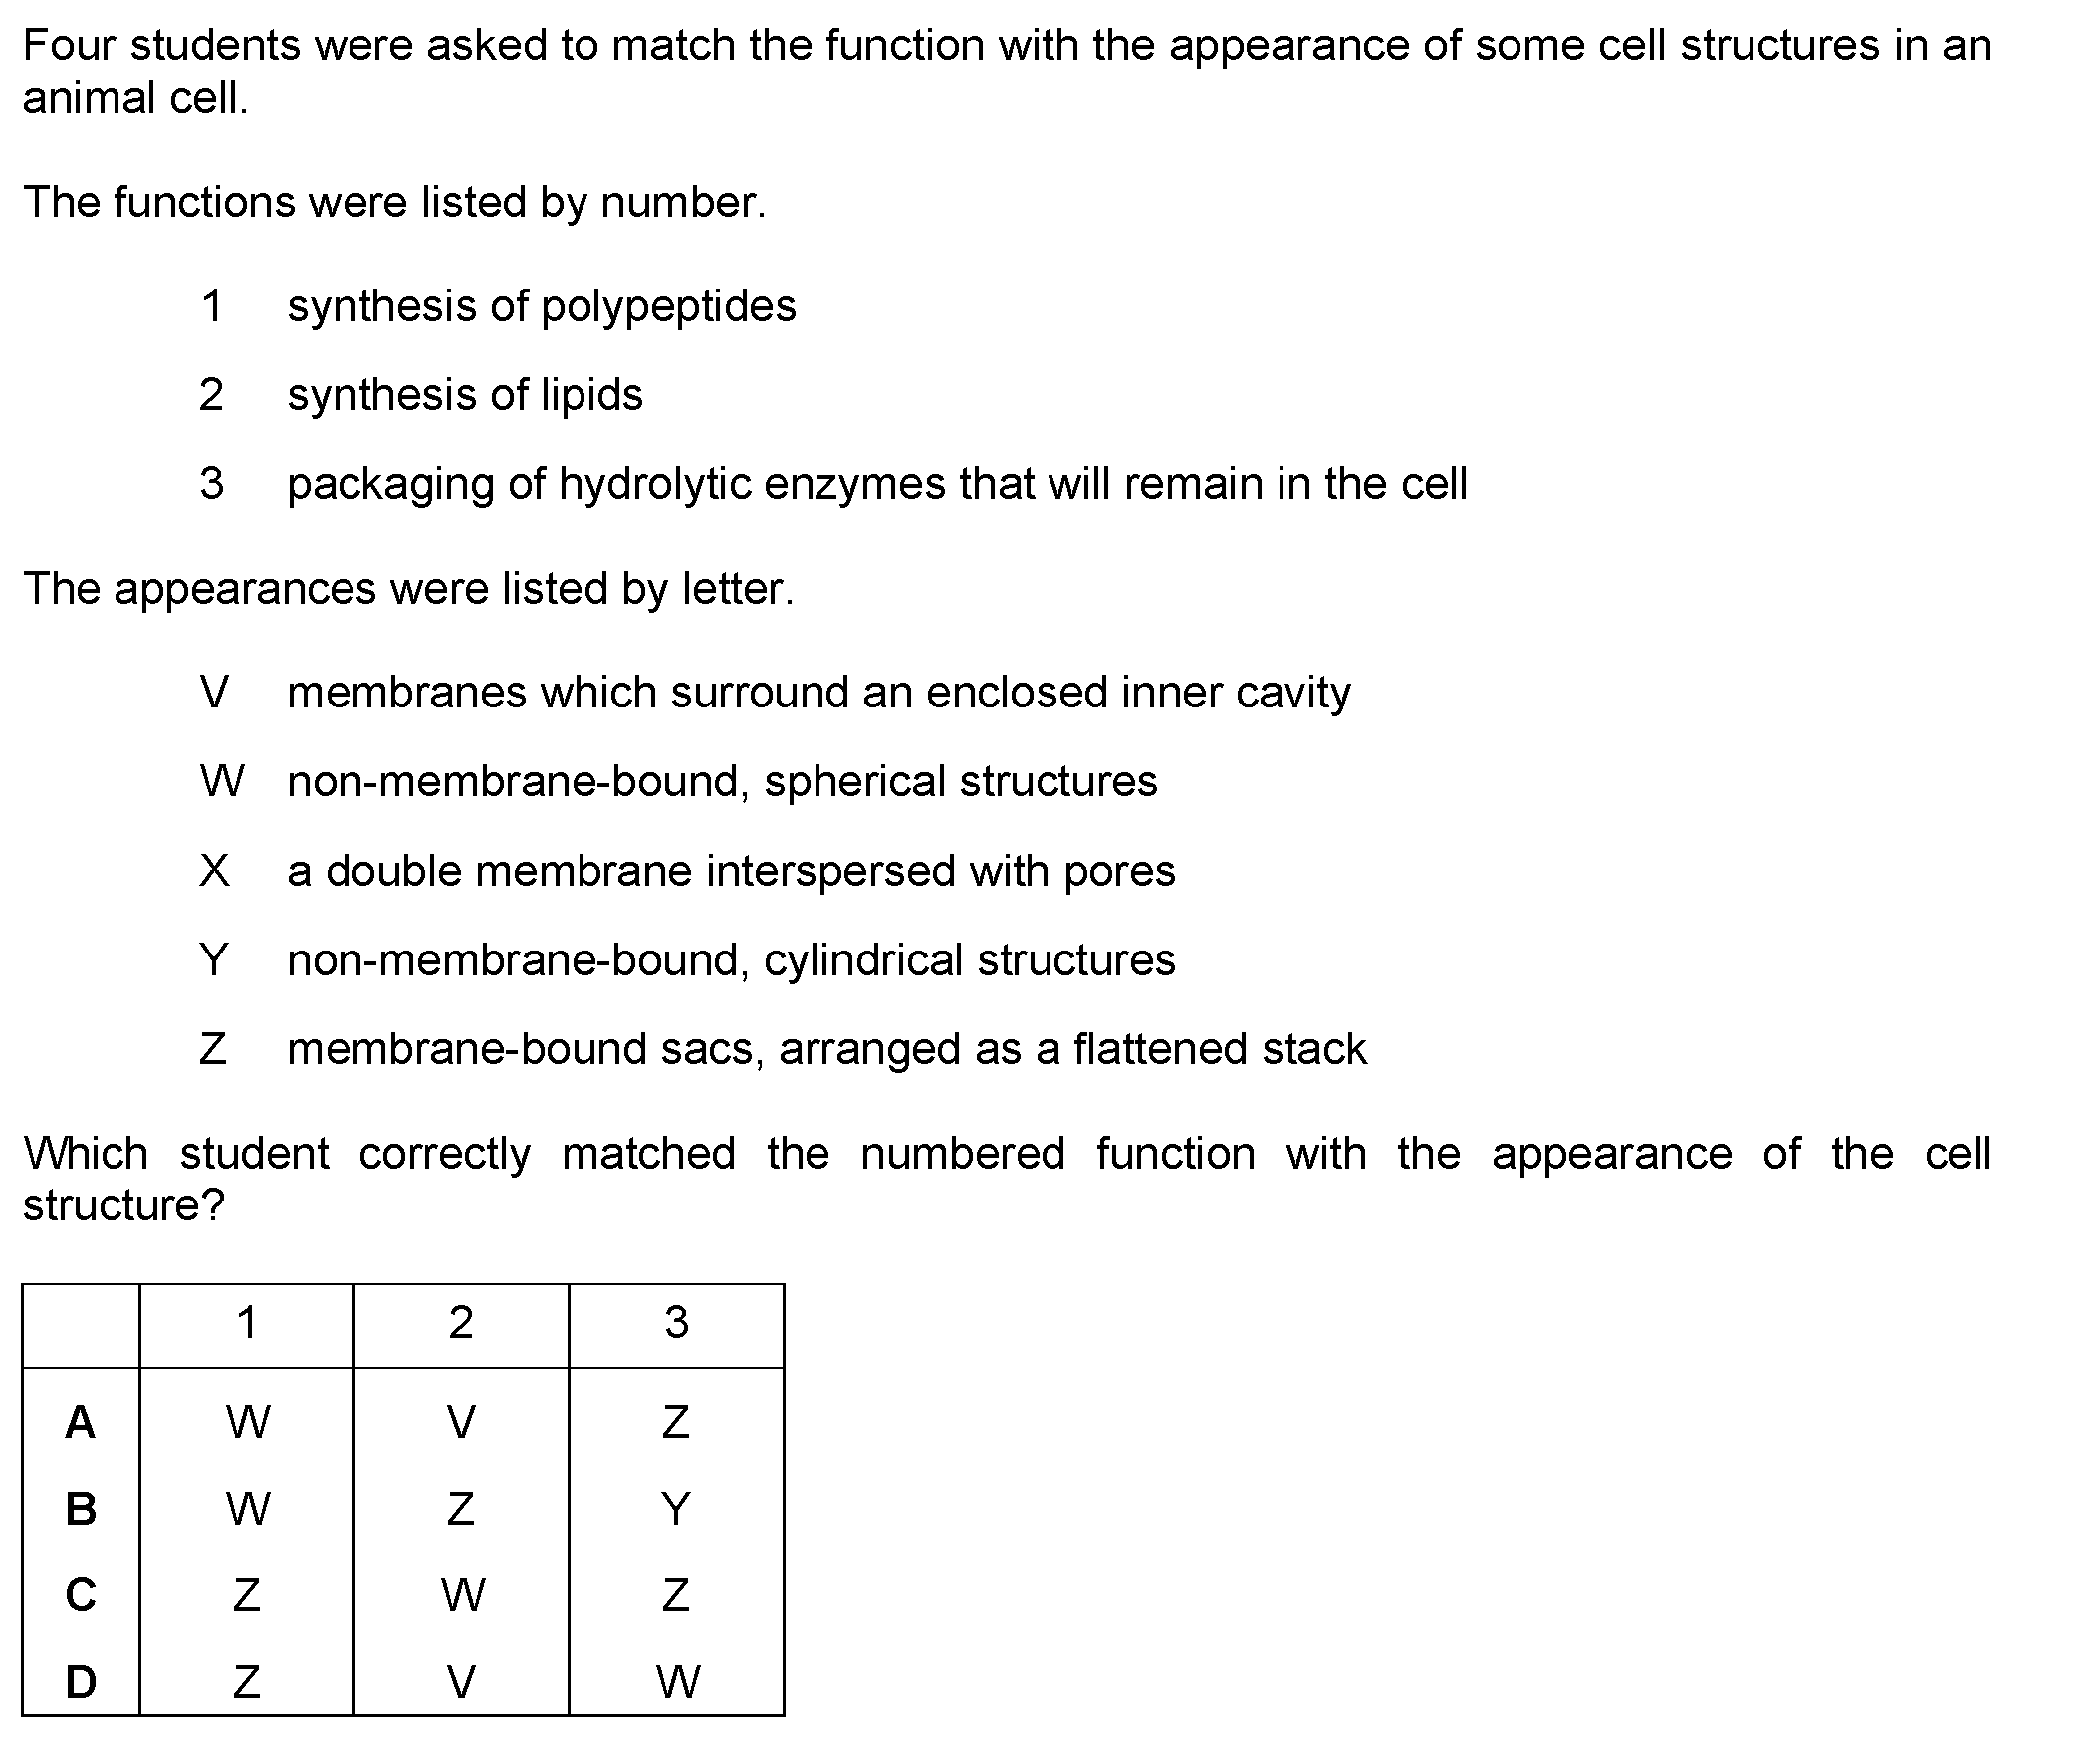 Four students were asked to match the function with the appearance of some cell structures in an
animal cell.
The functions were listed by number.
1 synthesis of polypeptides
2 synthesis of lipids
3 packaging of hydrolytic enzymes that will remain in the cell
The appearances were listed by letter.
V membranes which surround an enclosed inner cavity
W non-membrane-bound, spherical structures
X a double membrane interspersed with pores
Y non-membrane-bound, cylindrical structures
Z membrane-bound sacs, arranged as a flattened stack
Which student correctly matched the numbered function with the appearance of the cell
structure?
1 2 3
A W V Z
B W Z Y
C Z W Z
D Z V W